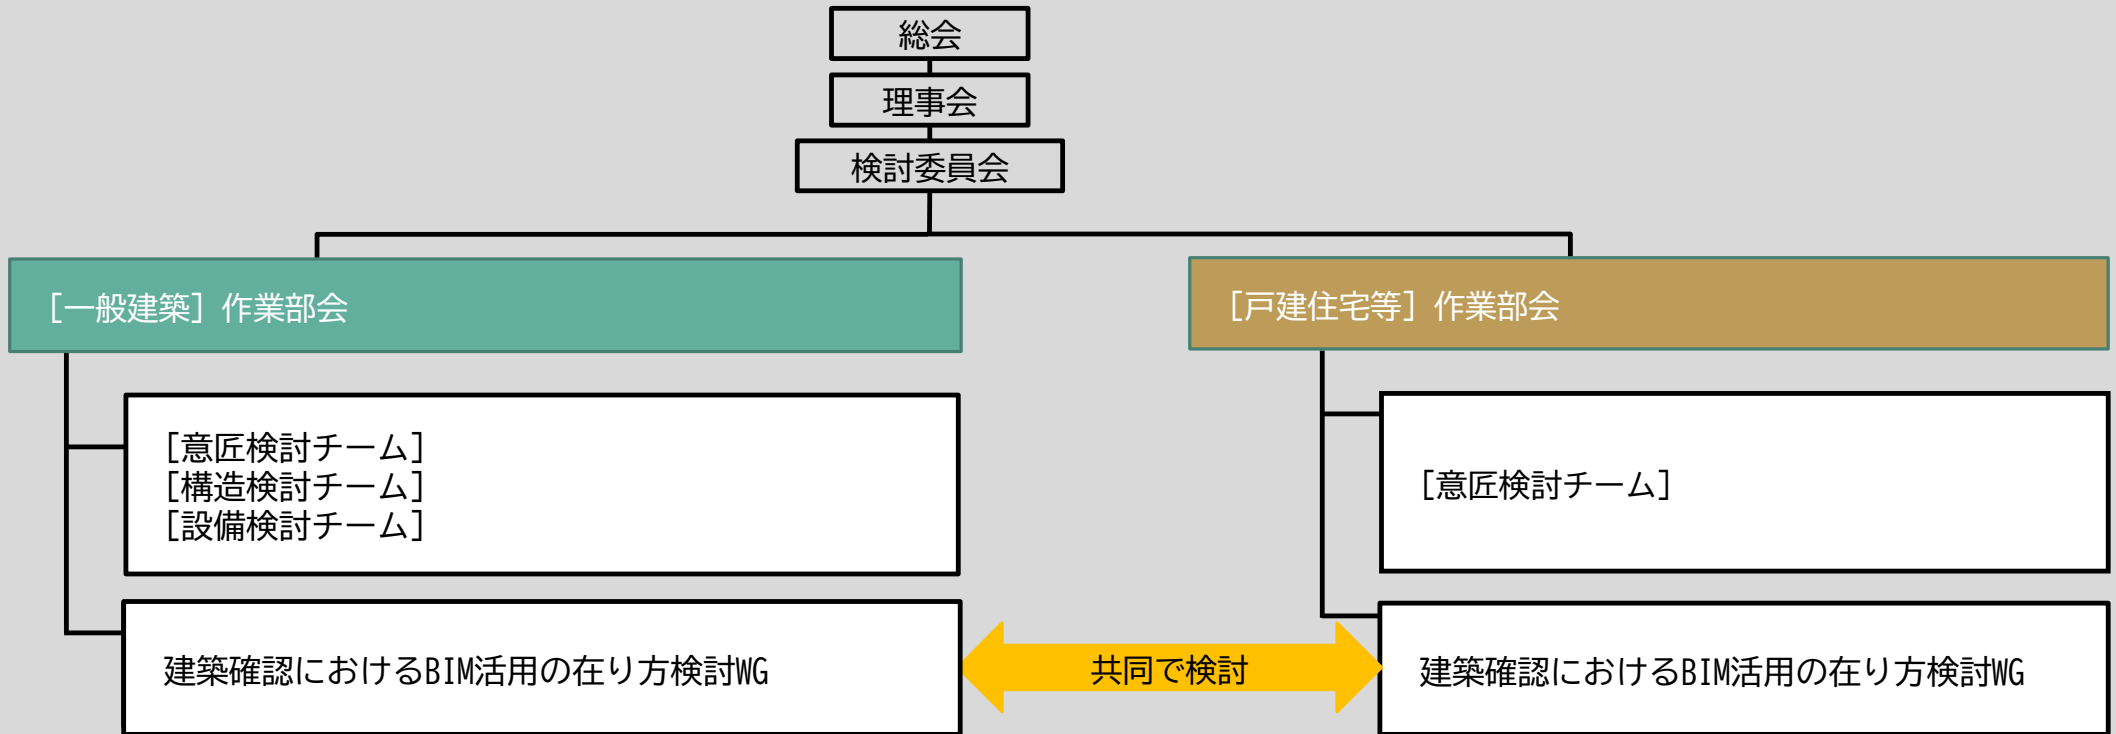 総会
理事会
検討委員会
[一般建築] 作業部会
[意匠検討チーム]
[構造検討チーム]
[設備検討チーム]
建築確認におけるBIM活用の在り方検討WG
共同で検討
[戸建住宅等] 作業部会
[意匠検討チーム]
建築確認におけるBIM活用の在り方検討WG